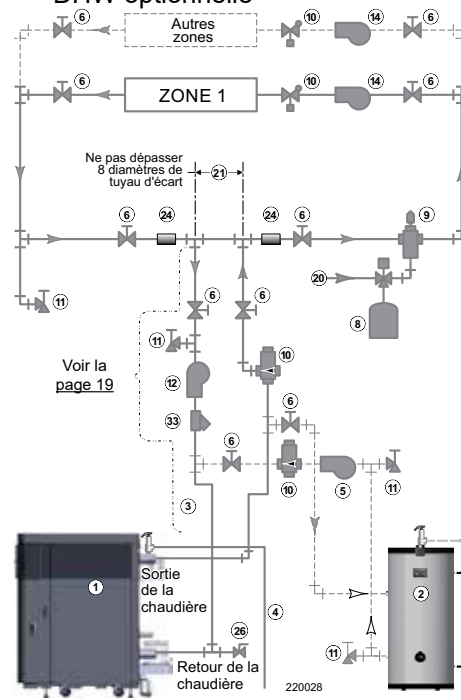 DHW optionnelle
6
Autres
zones
10
14
6
6
ZONE 1
10
14
6
Ne pas dépasser
8 diamètres de
tuyau d'écart
21
6
24
24
6
9
20
8
11
6
6
11
10
12
Voir la
page 19
33
6
6
3
10
5
11
1
Sortie
de la
chaudière
4
2
26
11
Retour de la
chaudière
220028